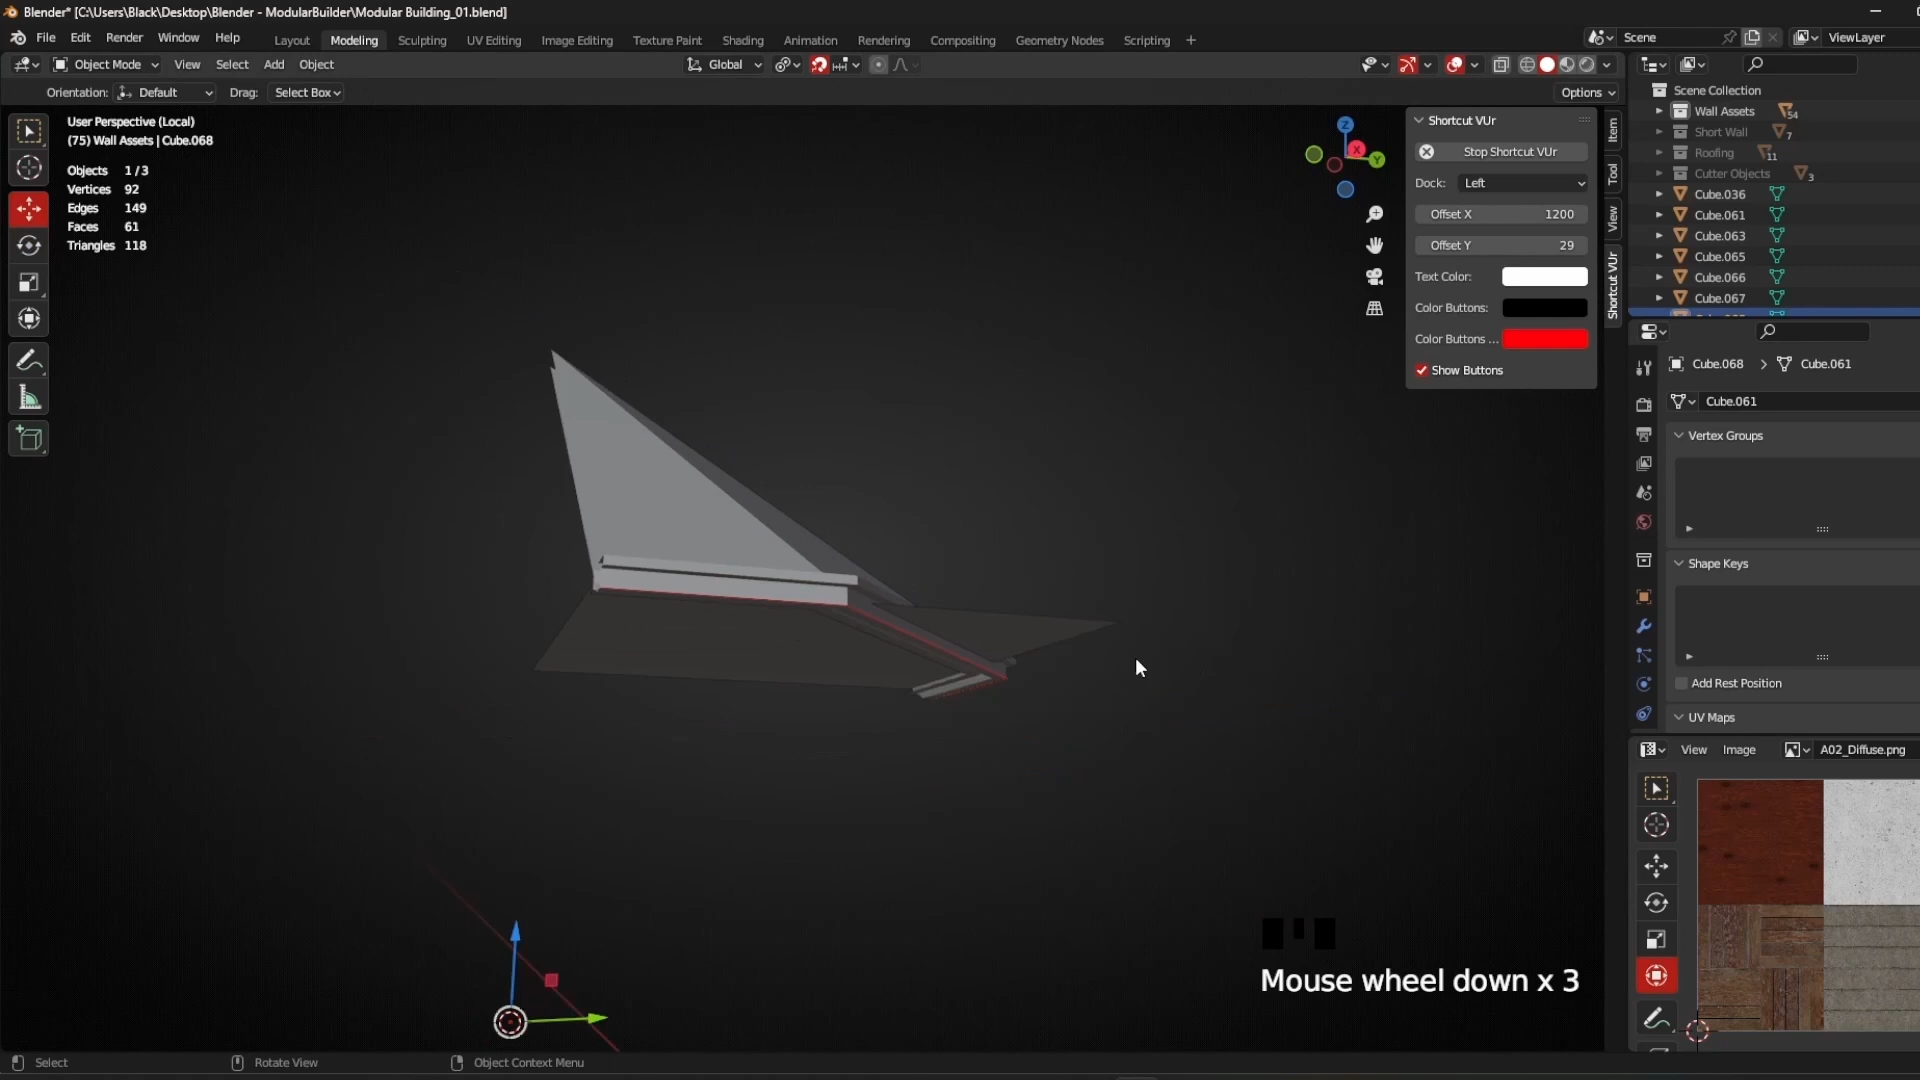 Blender* [C:\Users\Black\Desktop\Blender - ModularBuilder\Modular Building_01.blend]
File Edit Render Window Help Layout Modeling Sculpting UV Editing Image Editing Texture Paint Shading Animation Rendering Compositing Geometry Nodes Scripting + Scene ViewLayer
Object Mode View Select Add Object Global
Orientation: Default Drag: Select Box Options
User Perspective (Local)
(75) Wall Assets | Cube.068
Objects 1 / 3
Vertices 92
Edges 149
Faces 61
Triangles 118
Z
X
Y
Shortcut VUr
Stop Shortcut VUr
Dock: Left
Offset X 1200
Offset Y 29
Text Color:
Color Buttons:
Color Buttons ...
Show Buttons
Item
Tool
View
Shortcut VUr
Scene Collection
Wall Assets 54
Short Wall 7
Roofing 11
Cutter Objects 3
Cube.036
Cube.061
Cube.063
Cube.065
Cube.066
Cube.067
Cube.068 > Cube.061
Cube.061
Vertex Groups
Shape Keys
Add Rest Position
UV Maps
View Image A02_Diffuse.png
Mouse wheel down x 3
Select Rotate View Object Context Menu